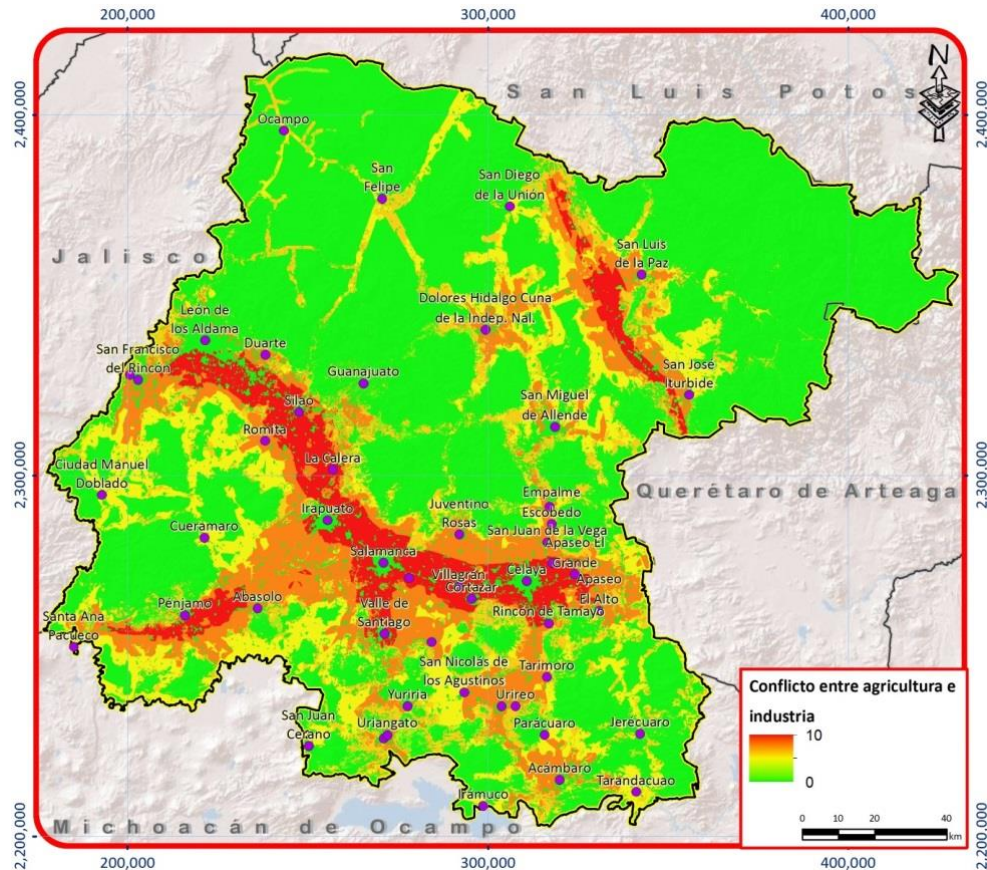 200,000
300,000
400,000
N
San Luis Potos
2,400,000
2,400,000
Ocampo
San
Felipe
San Diego
de la Unión
San Luis
de la Paz
Jalisco
Dolores Hidalgo Cuna
de la Indep. Nal.
León de
los Aldama
Duarte
San Francisco
del Rincón
Guanajuato
San José
Iturbide
Silao
San Miguel
de Allende
Romita
La Calera
Ciudad Manuel
Doblado
2,300,000
2,300,000
Querétaro de Arteaga
Empalme
Escobedo
Irapuato
Juventino
Rosas
San Juan de la Vega
Cueramaro
Apaseo El
Grande
Salamanca
Villagrán
Celaya
Cortazar
Apaseo
El Alto
Abasolo
Pénjamo
Valle de
Santiago
Rincón de Tamayo
Santa Ana
Pacueco
San Nicolás de
los Agustinos
Tarimoro
Yuriria
Urireo
San Juan
Cerano
Uriangato
Parácuaro
Jerécuaro
Acámbaro
Tarandacuao
Iramuco
Michoacán de Ocampo
Conflicto entre agricultura e
industria
10
0
0
10
20
40
km
2,200,000
2,200,000
200,000
300,000
400,000